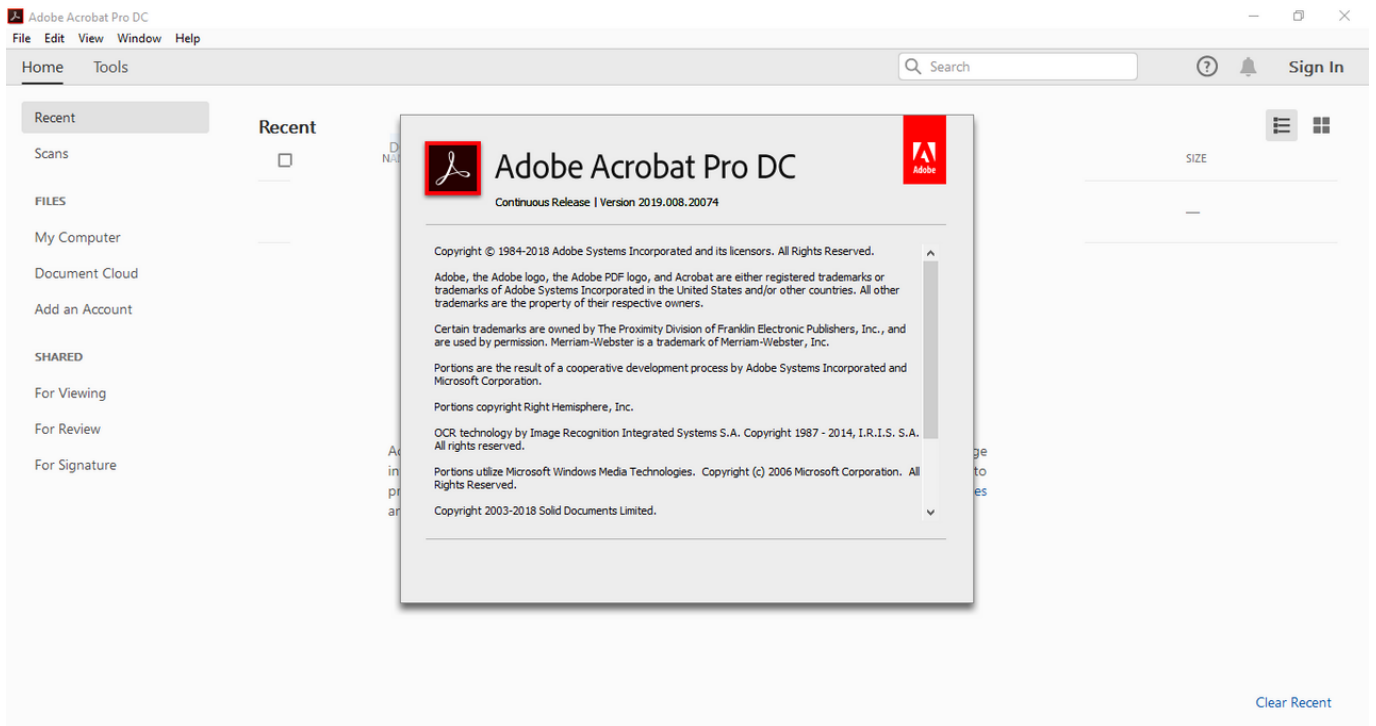 Adobe Acrobat Pro DC
File Edit View Window Help
Home Tools
Search
Sign In
Recent
Scans
FILES
My Computer
Document Cloud
Add an Account
SHARED
For Viewing
For Review
For Signature
Recent
SIZE
—
Adobe Acrobat Pro DC
Adobe
Continuous Release | Version 2019.008.20074
Copyright © 1984-2018 Adobe Systems Incorporated and its licensors. All Rights Reserved.
Adobe, the Adobe logo, the Adobe PDF logo, and Acrobat are either registered trademarks or
trademarks of Adobe Systems Incorporated in the United States and/or other countries. All other
trademarks are the property of their respective owners.
Certain trademarks are owned by The Proximity Division of Franklin Electronic Publishers, Inc., and
are used by permission. Merriam-Webster is a trademark of Merriam-Webster, Inc.
Portions are the result of a cooperative development process by Adobe Systems Incorporated and
Microsoft Corporation.
Portions copyright Right Hemisphere, Inc.
OCR technology by Image Recognition Integrated Systems S.A. Copyright 1987 - 2014, I.R.I.S. S.A.
All rights reserved.
Portions utilize Microsoft Windows Media Technologies. Copyright (c) 2006 Microsoft Corporation. All
Rights Reserved.
Copyright 2003-2018 Solid Documents Limited.
to
Clear Recent